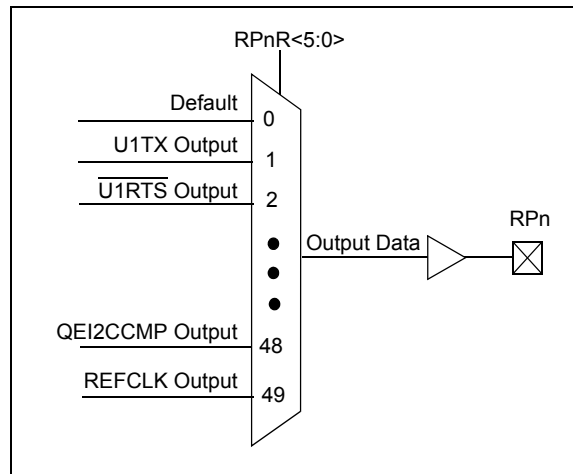 RPnR<5:0>
Default
0
U1TX Output
1
U1RTS Output
2
RPn
Output Data
QEI2CCMP Output
48
REFCLK Output
49